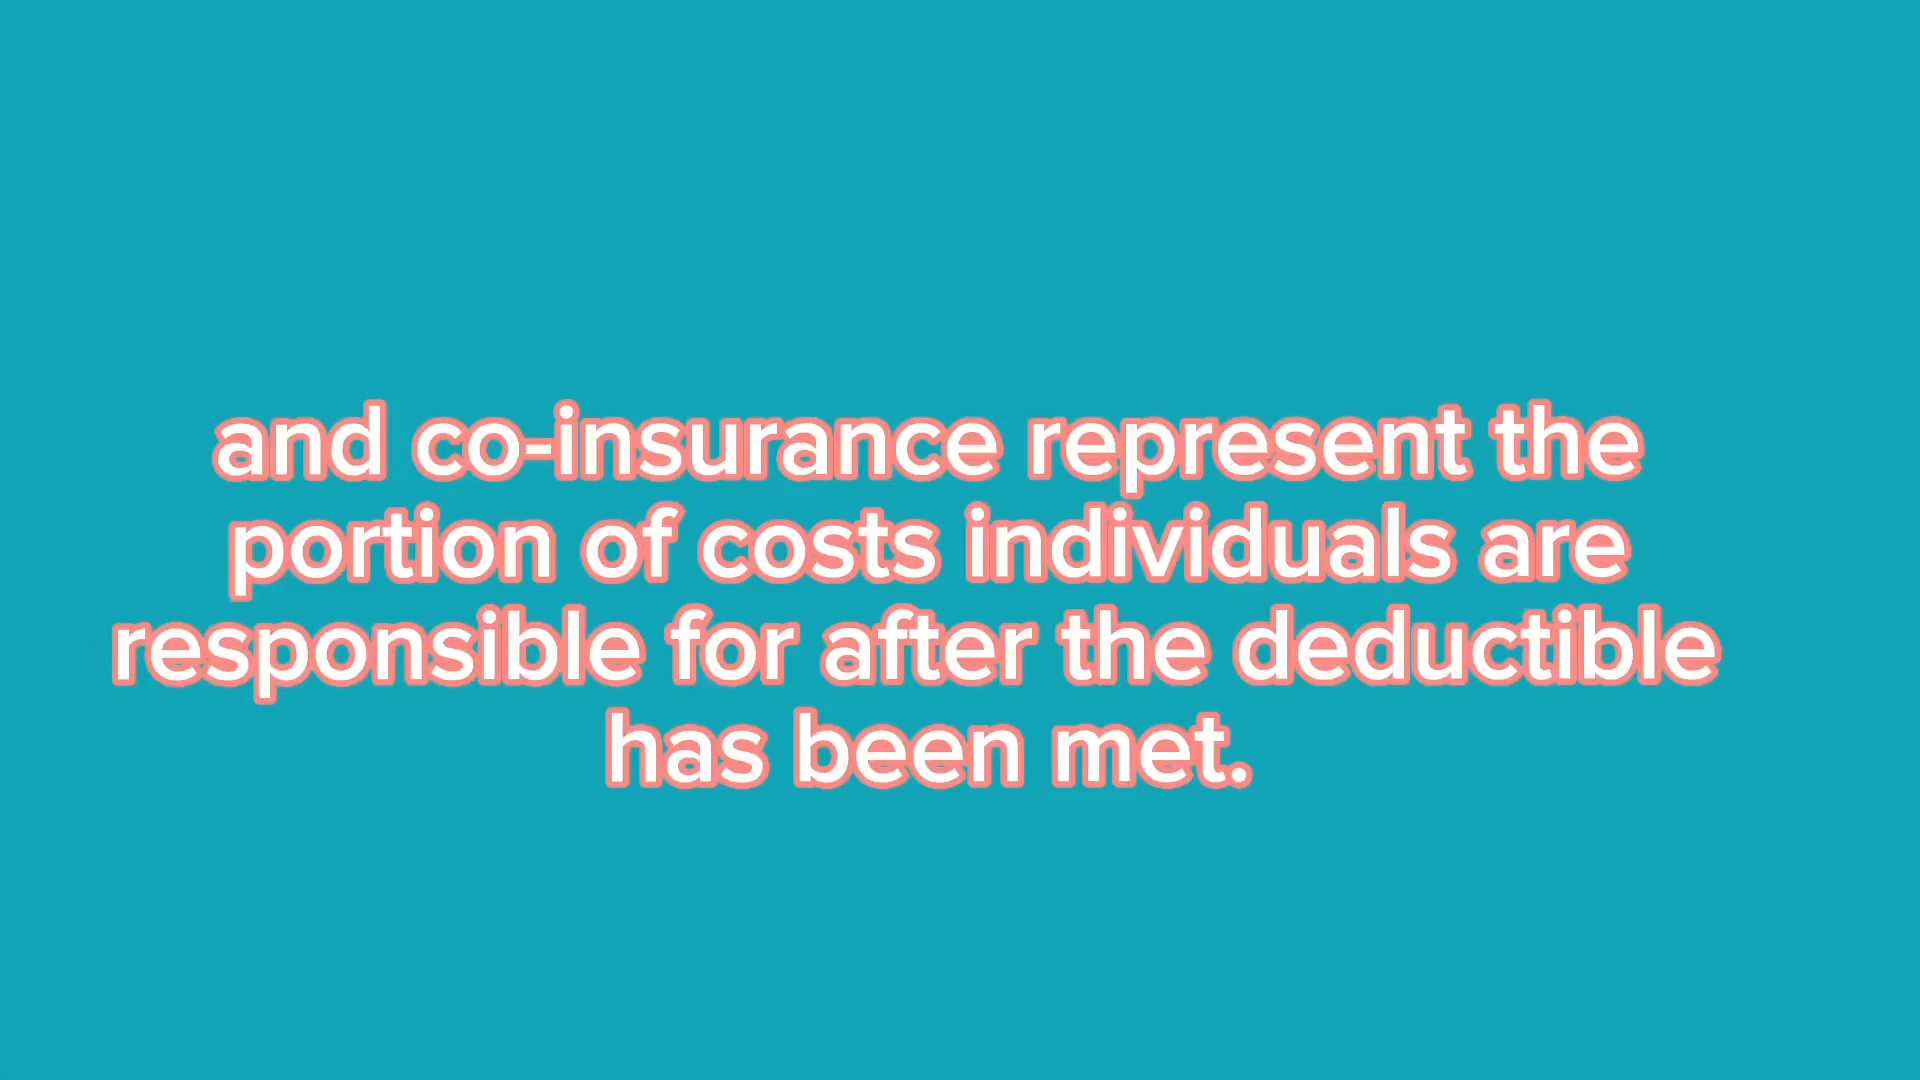 and co-insurance represent the
portion of costs individuals are
responsible for after the deductible
has been met.